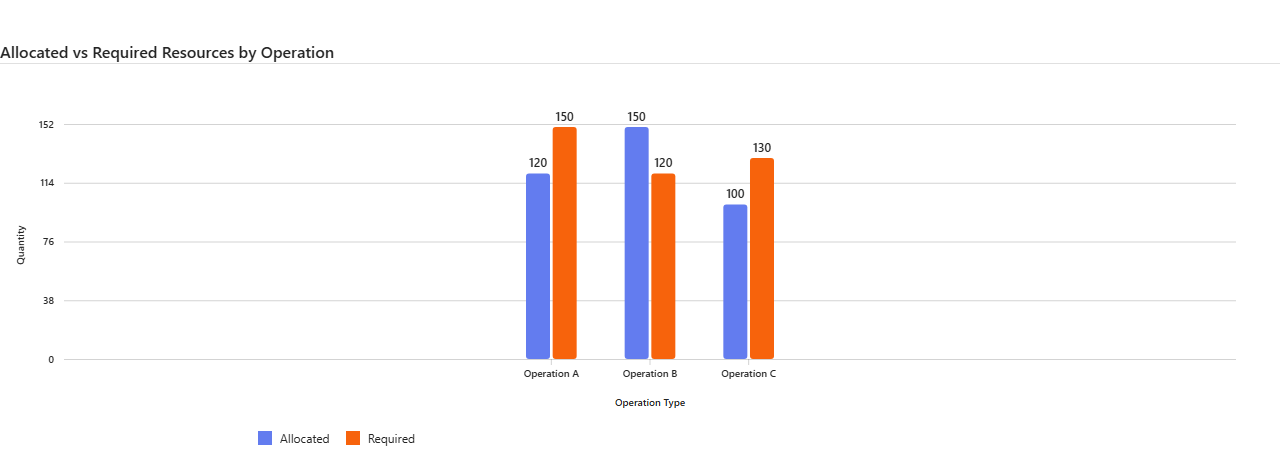 Allocated vs Required Resources by Operation
152
114
76
38
0
Quantity
120
150
150
120
100
130
Operation A
Operation B
Operation C
Operation Type
Allocated
Required